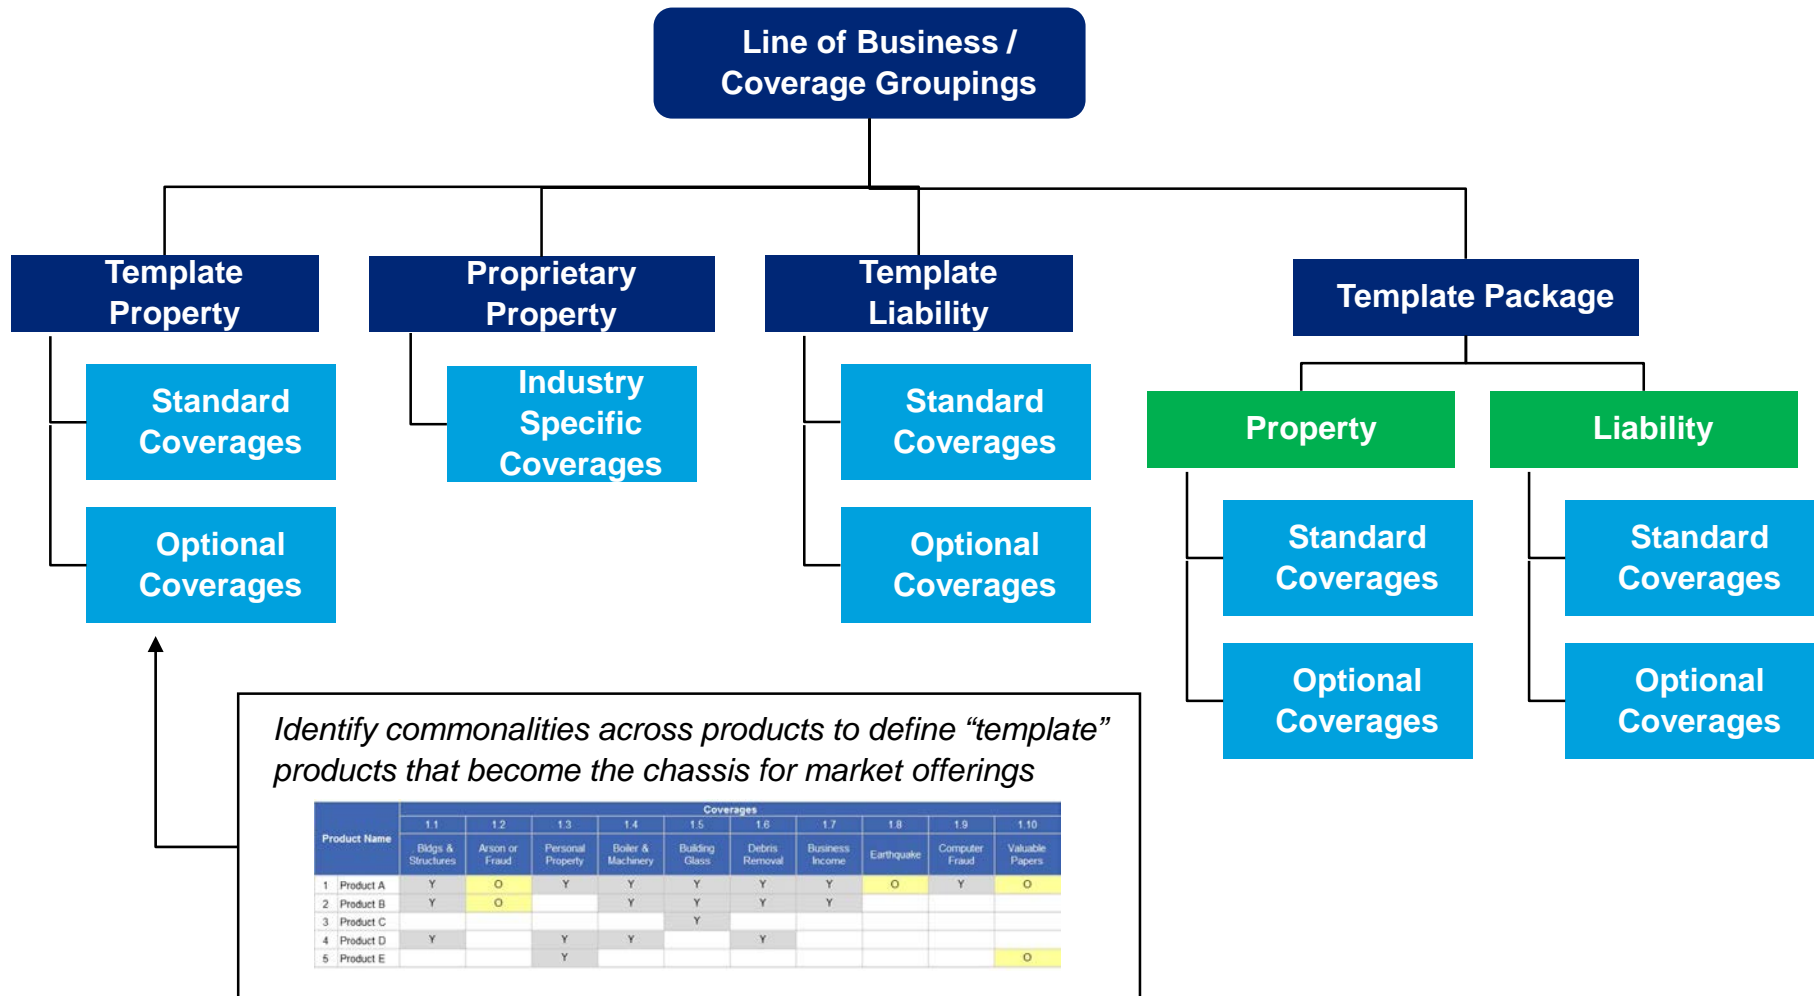 Line of Business /
Coverage Groupings
Template
Property
Proprietary
Property
Template
Liability
Template Package
Standard
Coverages
Industry
Specific
Coverages
Standard
Coverages
Property
Liability
Optional
Coverages
Optional
Coverages
Standard
Coverages
Standard
Coverages
Optional
Coverages
Optional
Coverages
Identify commonalities across products to define “template”
products that become the chassis for market offerings
Coverages
Product Name
1.1 1.2 1.3 1.4 1.5 1.6 1.7 1.8 1.9 1.10
Bldgs & Structures Arson or Fraud Personal Property Boiler & Machinery Building Glass Debris Removal Business Income Earthquake Computer Fraud Valuable Papers
1 Product A Y O Y Y Y Y Y O Y O
2 Product B Y O Y Y Y Y
3 Product C Y
4 Product D Y Y Y Y
5 Product E Y O